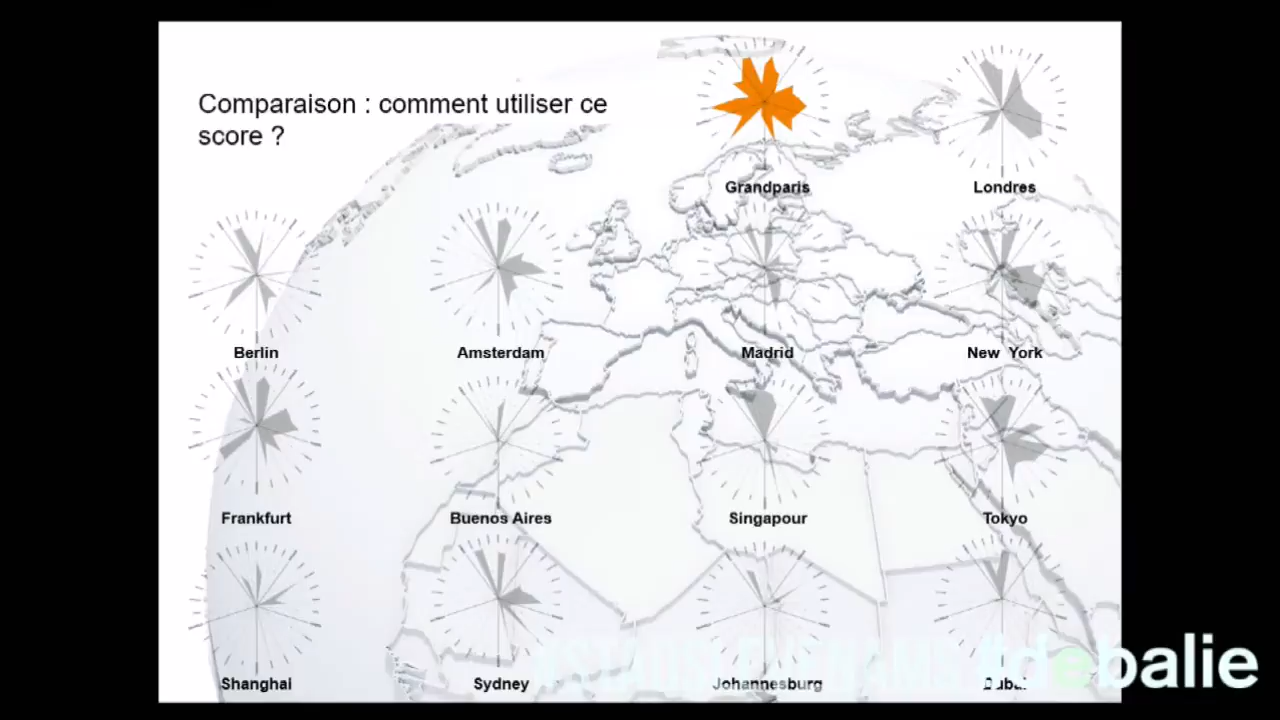 Comparaison : comment utiliser ce
score ?
Grandparis
Londres
Berlin
Amsterdam
Madrid
New York
Frankfurt
Buenos Aires
Singapour
Tokyo
Shanghai
Sydney
Johannesburg
Dubai
#debalie